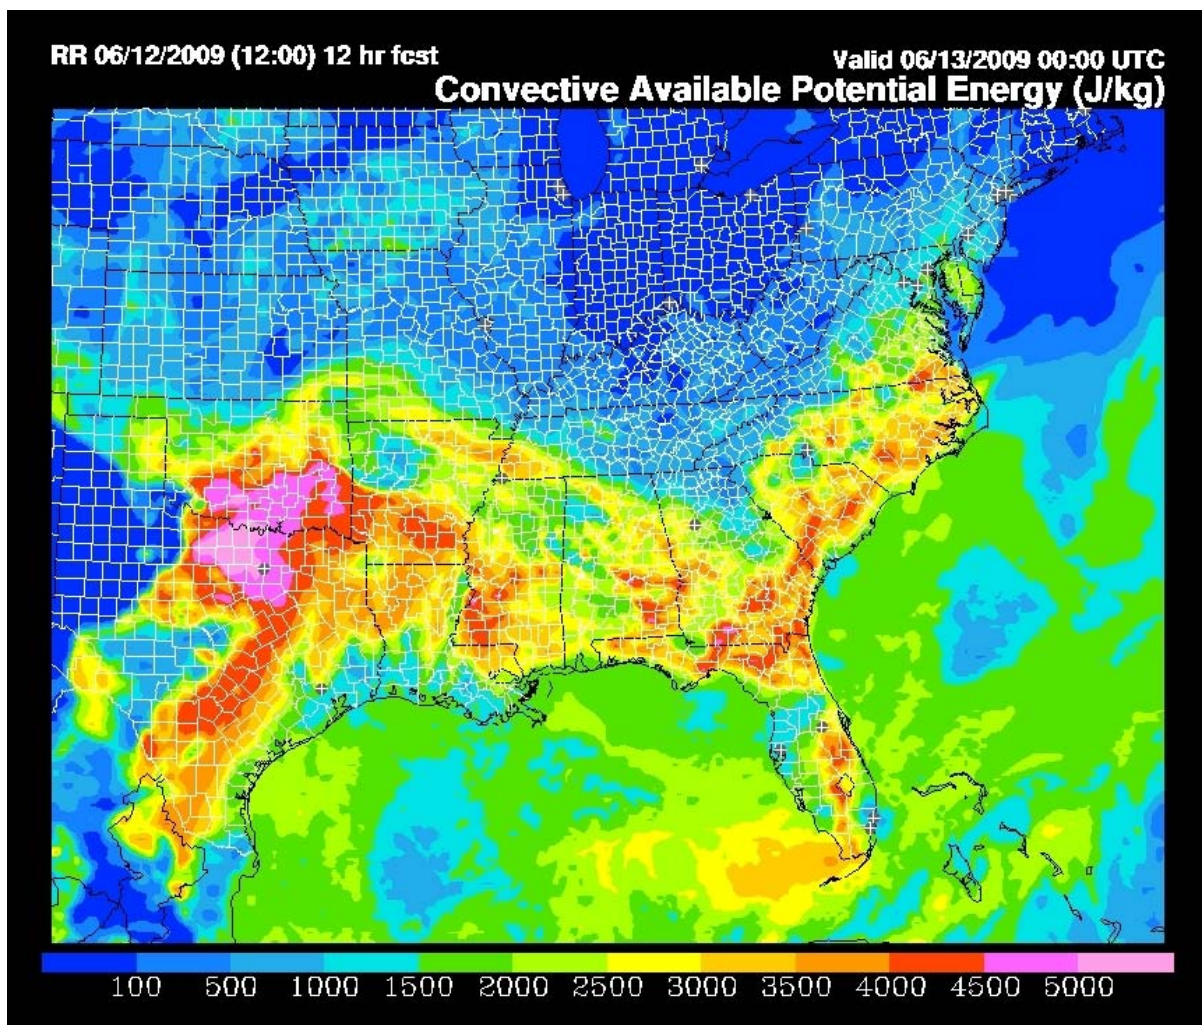 RR 06/12/2009 (12:00) 12 hr fcst
Valid 06/13/2009 00:00 UTC
Convective Available Potential Energy (J/kg)
100 500 1000 1500 2000 2500 3000 3500 4000 4500 5000